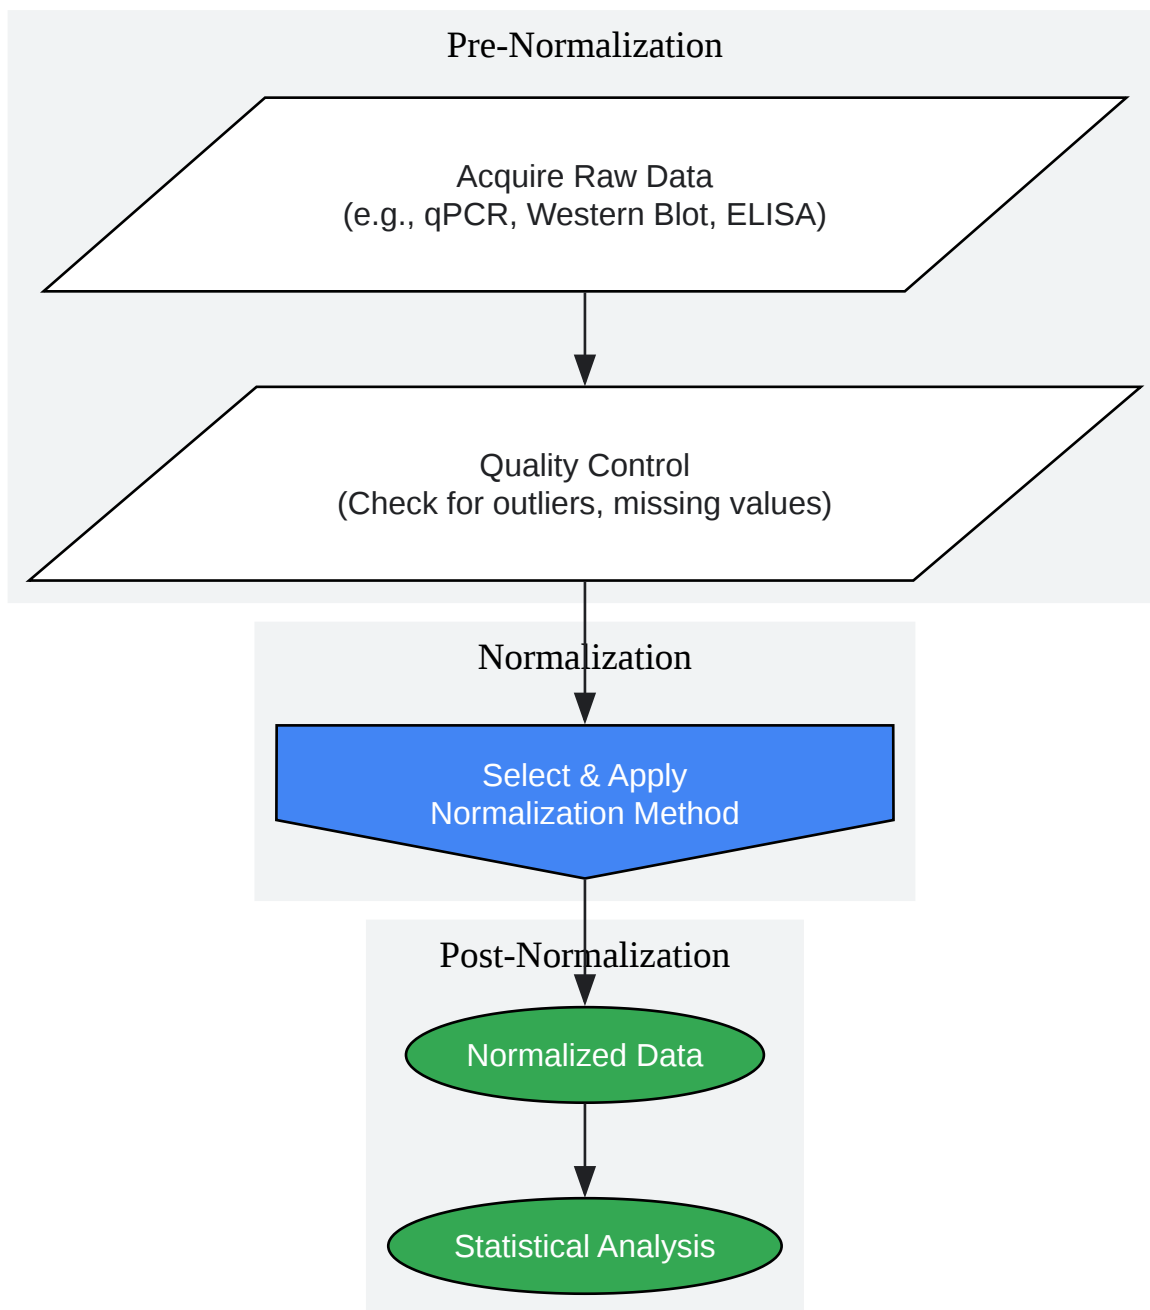 Pre-Normalization
Acquire Raw Data
(e.g., qPCR, Western Blot, ELISA)
Quality Control
(Check for outliers, missing values)
Normalization
Select & Apply
Normalization Method
Post-Normalization
Normalized Data
Statistical Analysis